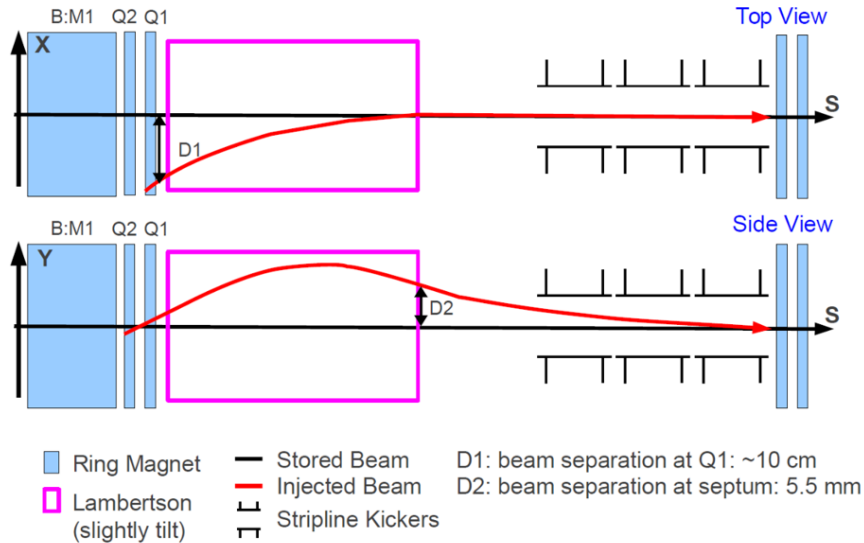 B:M1 Q2 Q1
Top View
X
S
D1
B:M1 Q2 Q1
Side View
Y
S
D2
Ring Magnet
Lambertson
(slightly tilt)
Stored Beam
Injected Beam
Stripline Kickers
D1: beam separation at Q1: ~10 cm
D2: beam separation at septum: 5.5 mm